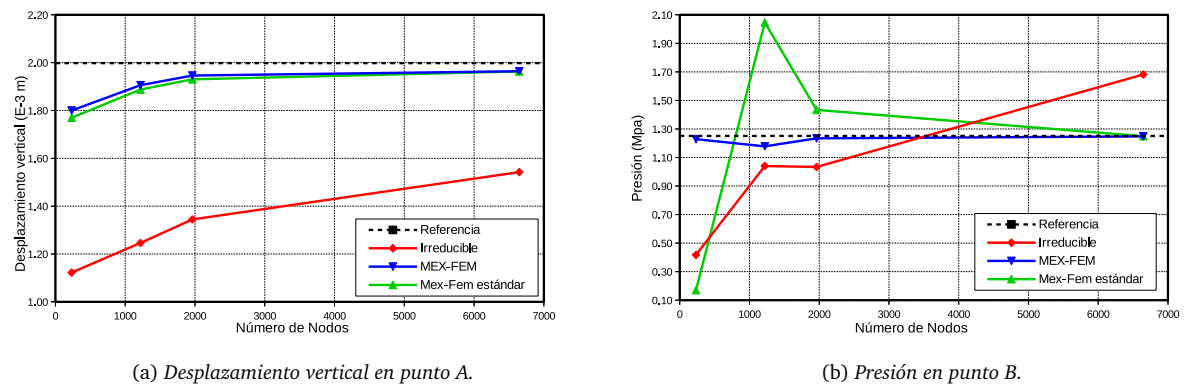 Desplazamiento vertical (E-3 m)
2.20
2.00
1.80
1.60
1.40
1.20
1.00
0
1000
2000
3000
4000
5000
6000
7000
Número de Nodos
Referencia
Irreducible
MEX-FEM
Mex-Fem estándar
(a) Desplazamiento vertical en punto A.
Presión (Mpa)
2.10
1.90
1.70
1.50
1.30
1.10
0.90
0.70
0.50
0.30
0.10
0
1000
2000
3000
4000
5000
6000
7000
Número de Nodos
Referencia
Irreducible
MEX-FEM
Mex-Fem estándar
(b) Presión en punto B.